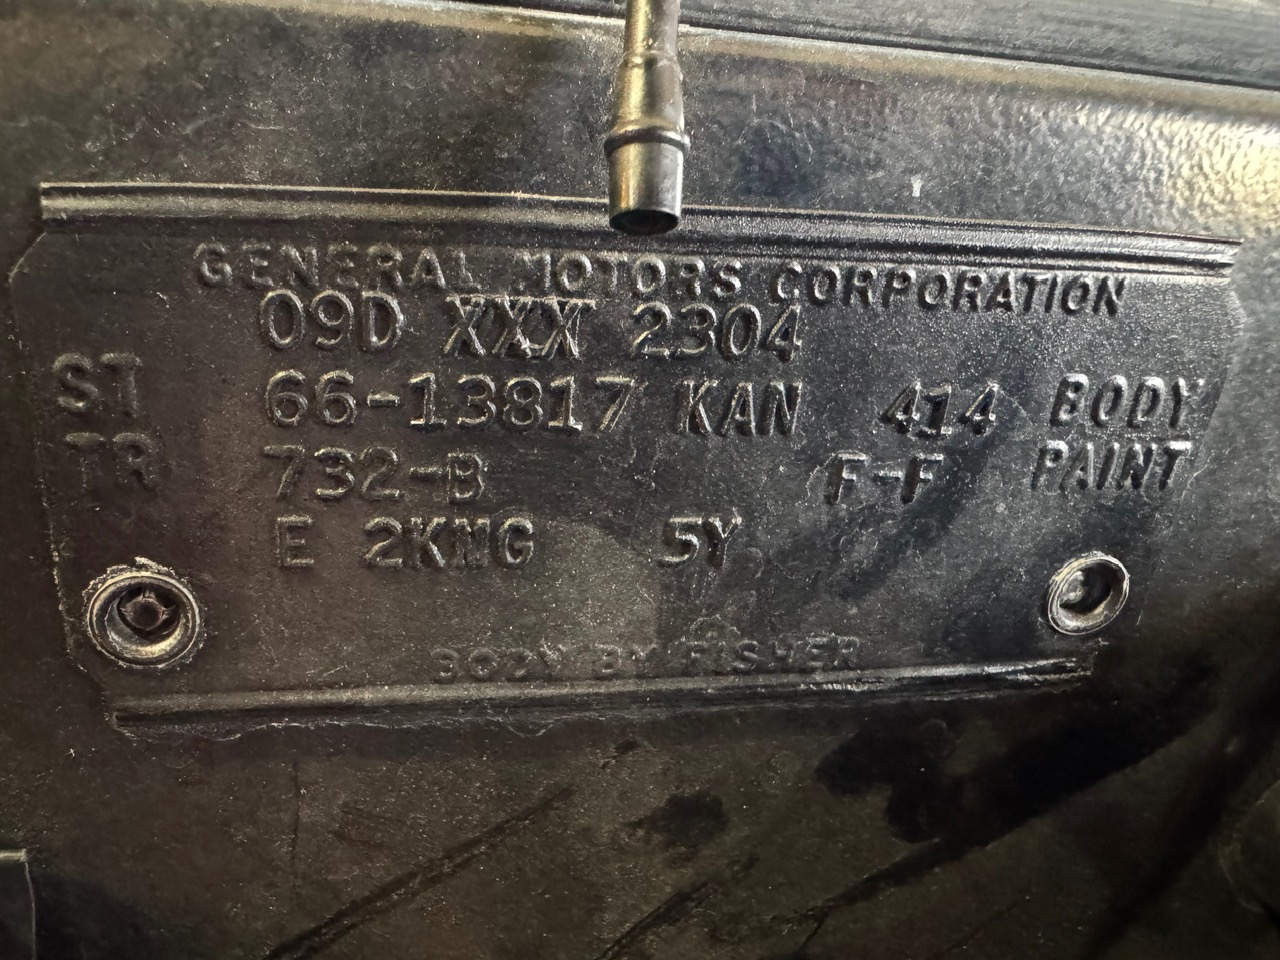 GENERAL MOTORS CORPORATION
09D XXX 2304
ST 66-13817 KAN 414 BODY
TR 732-B F-F PAINT
E 2KNG 5Y
BODY BY FISHER